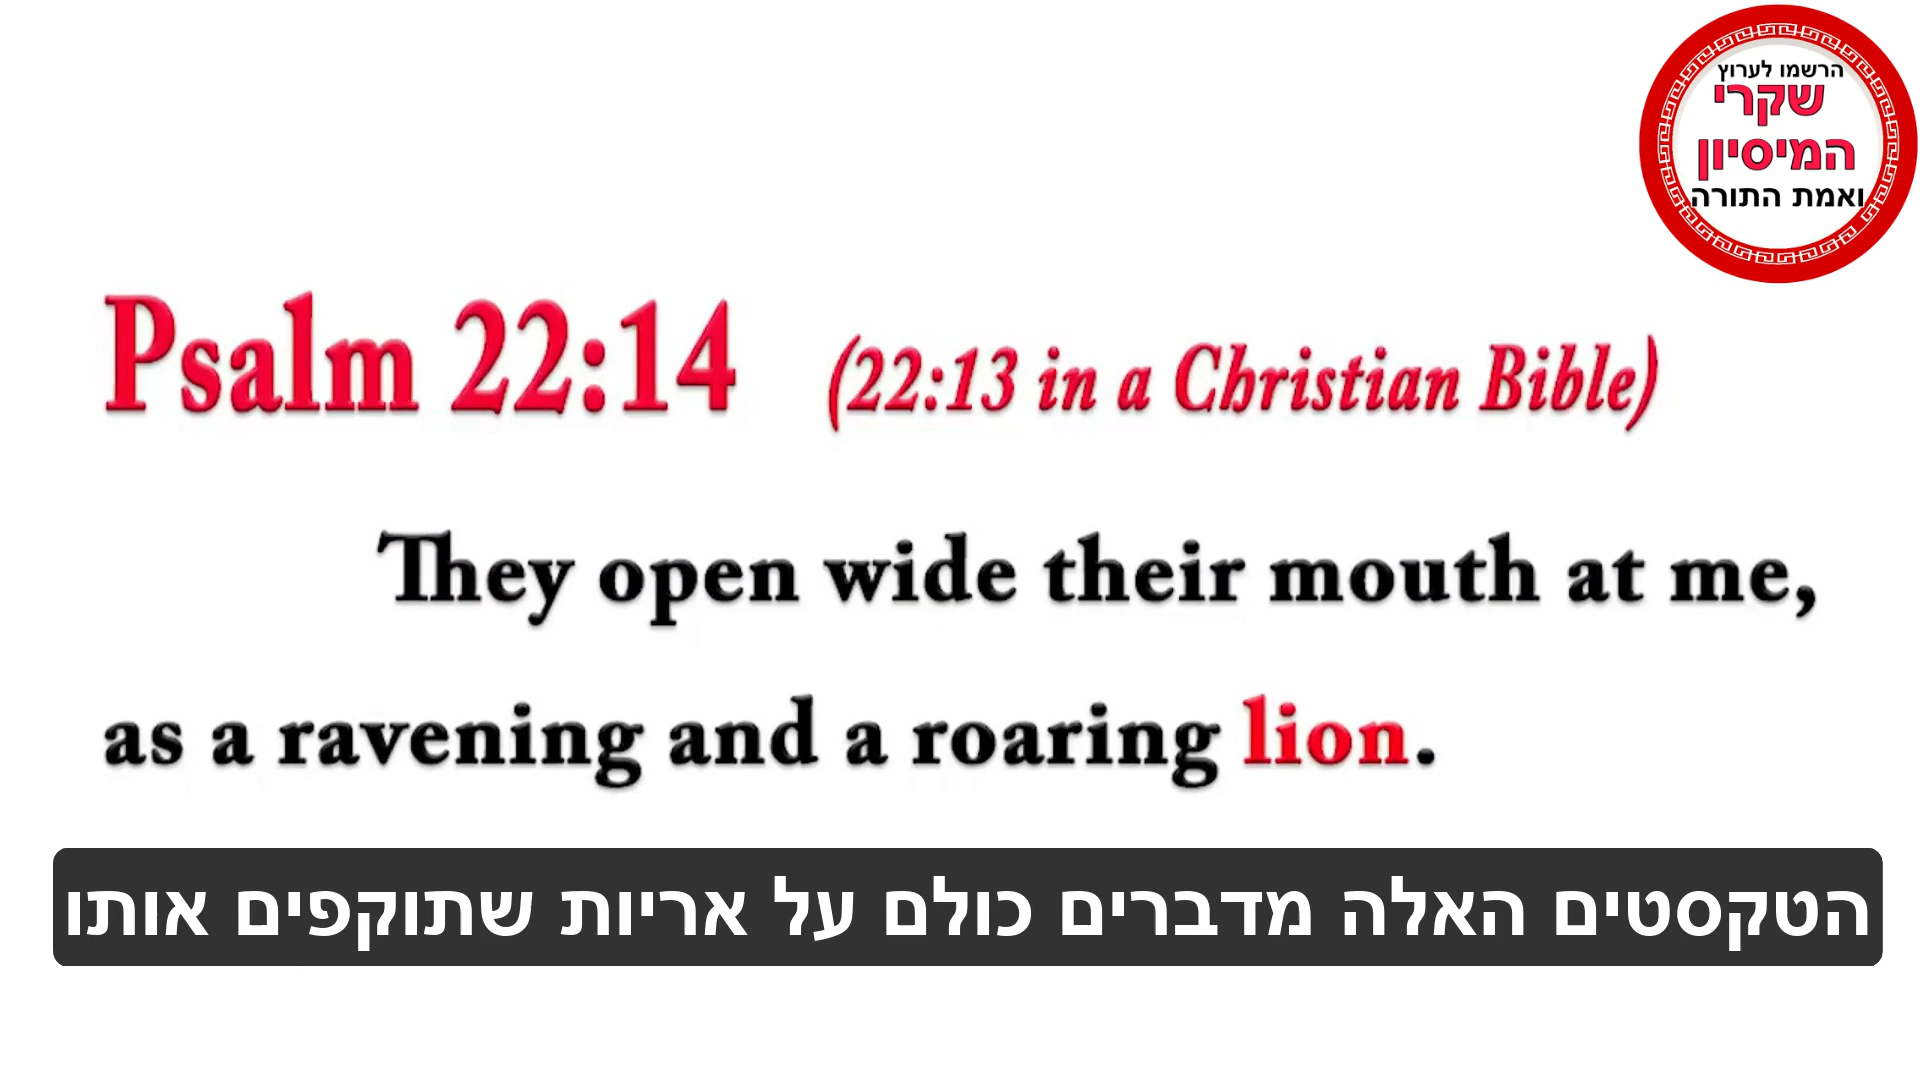 הרשמו לערוץ
שקרי
המיסיון
ואמת התורה
Psalm 22:14 (22:13 in a Christian Bible)
They open wide their mouth at me,
as a ravening and a roaring lion.
הטקסטים האלה מדברים כולם על אריות שתוקפים אותו